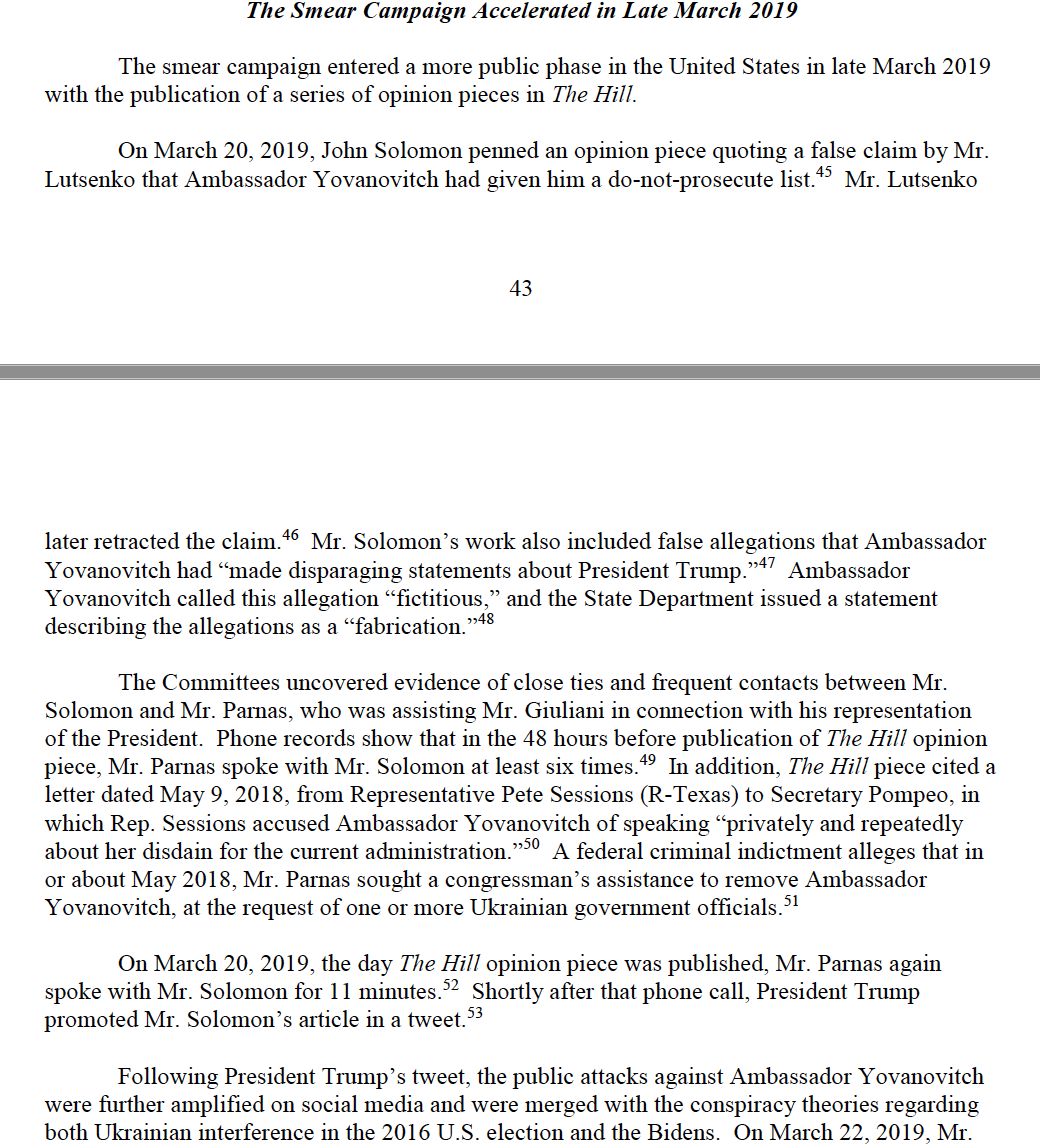 The Smear Campaign Accelerated in Late March 2019
The smear campaign entered a more public phase in the United States in late March 2019
with the publication of a series of opinion pieces in The Hill.
On March 20, 2019, John Solomon penned an opinion piece quoting a false claim by Mr.
Lutsenko that Ambassador Yovanovitch had given him a do-not-prosecute list.45 Mr. Lutsenko
43
later retracted the claim.46 Mr. Solomon’s work also included false allegations that Ambassador
Yovanovitch had “made disparaging statements about President Trump.”47 Ambassador
Yovanovitch called this allegation “fictitious,” and the State Department issued a statement
describing the allegations as a “fabrication.”48
The Committees uncovered evidence of close ties and frequent contacts between Mr.
Solomon and Mr. Parnas, who was assisting Mr. Giuliani in connection with his representation
of the President. Phone records show that in the 48 hours before publication of The Hill opinion
piece, Mr. Parnas spoke with Mr. Solomon at least six times.49 In addition, The Hill piece cited a
letter dated May 9, 2018, from Representative Pete Sessions (R-Texas) to Secretary Pompeo, in
which Rep. Sessions accused Ambassador Yovanovitch of speaking “privately and repeatedly
about her disdain for the current administration.”50 A federal criminal indictment alleges that in
or about May 2018, Mr. Parnas sought a congressman’s assistance to remove Ambassador
Yovanovitch, at the request of one or more Ukrainian government officials.51
On March 20, 2019, the day The Hill opinion piece was published, Mr. Parnas again
spoke with Mr. Solomon for 11 minutes.52 Shortly after that phone call, President Trump
promoted Mr. Solomon’s article in a tweet.53
Following President Trump’s tweet, the public attacks against Ambassador Yovanovitch
were further amplified on social media and were merged with the conspiracy theories regarding
both Ukrainian interference in the 2016 U.S. election and the Bidens. On March 22, 2019, Mr.